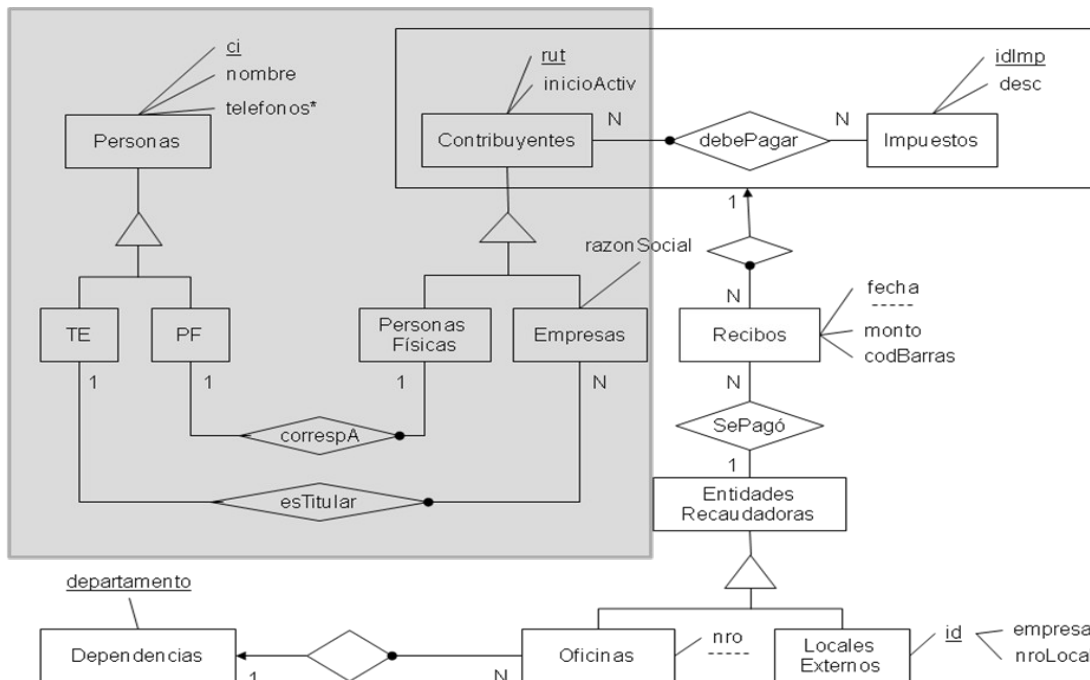 ci
nombre
telefonos*
Personas
rut
inicioActiv
Contribuyentes
N
debePagar
N
idImp
desc
Impuestos
1
razonSocial
TE
PF
Personas
Físicas
Empresas
N
Recibos
fecha
monto
codBarras
1
1
1
N
N
correspA
SePagó
esTitular
1
Entidades
Recaudadoras
departamento
Dependencias
1
N
Oficinas
nro
Locales
Externos
id
empresa
nroLocal